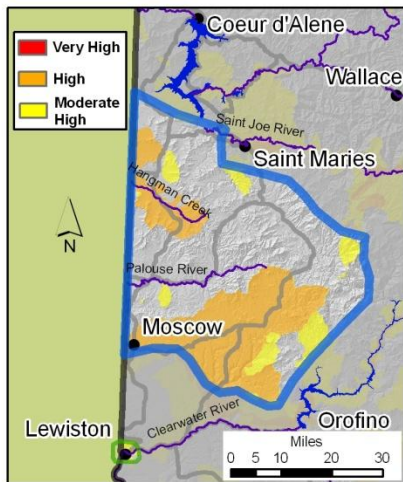 Very High
High
Moderate
High
Coeur d'Alene
Wallace
Saint Joe River
Saint Maries
Hangman Creek
N
Palouse River
Moscow
Clearwater River
Orofino
Lewiston
Miles
0 5 10 20 30